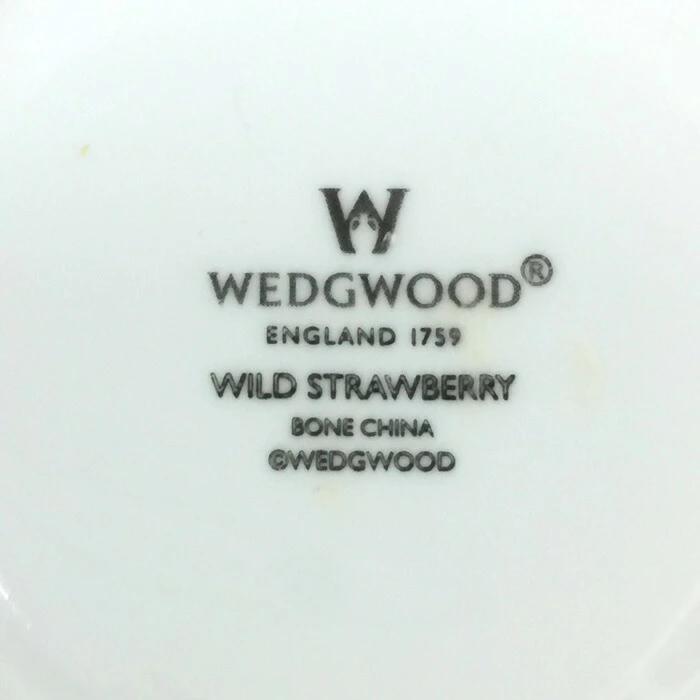 W
WEDGWOOD®
ENGLAND 1759
WILD STRAWBERRY
BONE CHINA
©WEDGWOOD